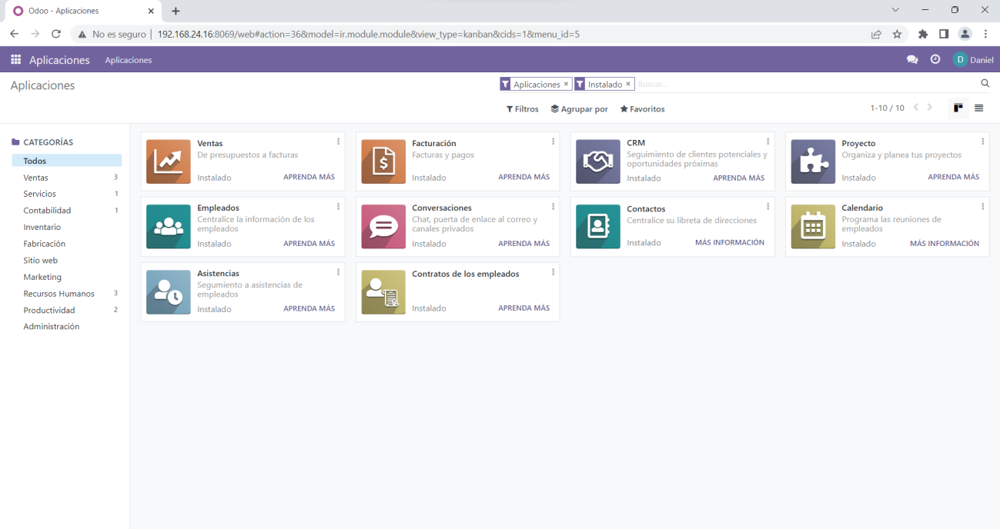 Odoo - Aplicaciones
No es seguro | 192.168.24.16:8069/web#action=36&model=ir.module.module&view_type=kanban&cids=1&menu_id=5
Aplicaciones Aplicaciones D Daniel
Aplicaciones
Aplicaciones × Instalado × Buscar...
Filtros Agrupar por Favoritos 1-10 / 10
CATEGORÍAS
Todos
Ventas 3
Servicios 1
Contabilidad 1
Inventario
Fabricación
Sitio web
Marketing
Recursos Humanos 3
Productividad 2
Administración
Ventas
De presupuestos a facturas
Instalado APRENDA MÁS
Facturación
Facturas y pagos
Instalado APRENDA MÁS
CRM
Seguimiento de clientes potenciales y
oportunidades próximas
Instalado APRENDA MÁS
Proyecto
Organiza y planea tus proyectos
Instalado APRENDA MÁS
Empleados
Centralice la información de los
empleados
Instalado APRENDA MÁS
Conversaciones
Chat, puerta de enlace al correo y
canales privados
Instalado APRENDA MÁS
Contactos
Centralice su libreta de direcciones
Instalado MÁS INFORMACIÓN
Calendario
Programa las reuniones de
empleados
Instalado MÁS INFORMACIÓN
Asistencias
Segumiento a asistencias de
empleados
Instalado APRENDA MÁS
Contratos de los empleados
Instalado APRENDA MÁS